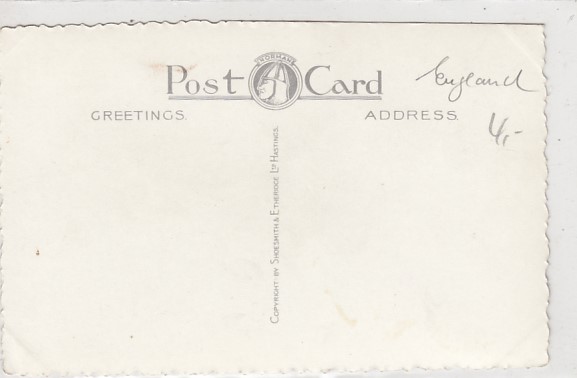 "NORMAN"
Post Card
England
GREETINGS.
ADDRESS.
4/-
COPYRIGHT BY SHOESMITH & ETHERIDGE LTD HASTINGS.